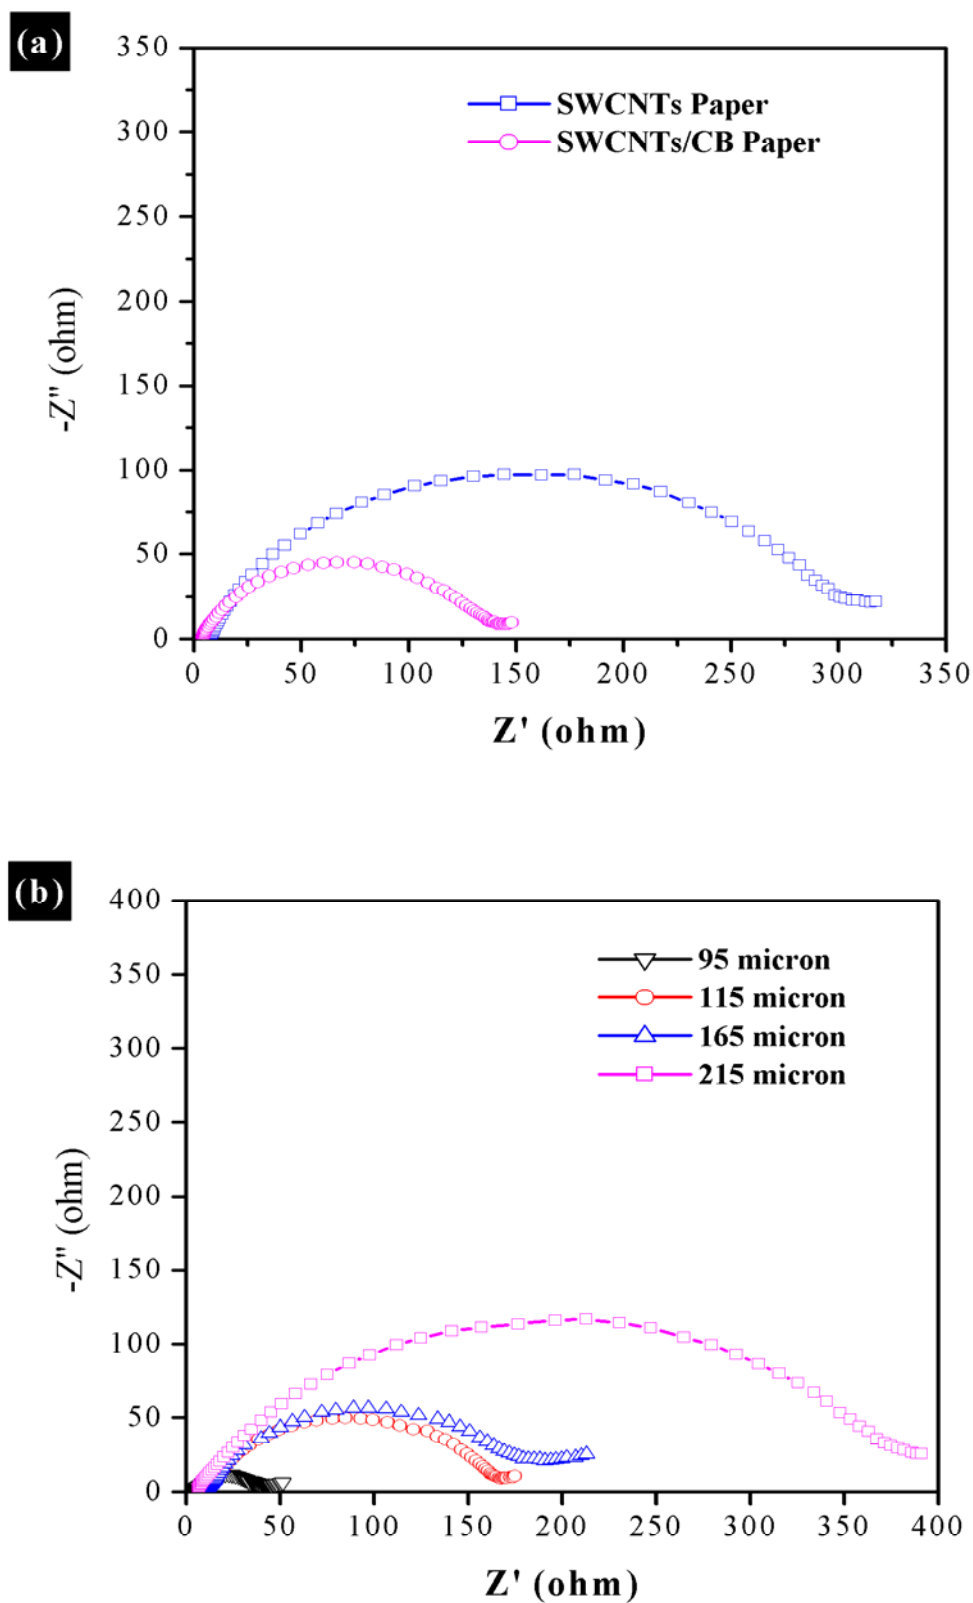 (a)
350
300
250
200
150
100
50
0
-Z" (ohm)
SWCNTs Paper
SWCNTs/CB Paper
0 50 100 150 200 250 300 350
Z' (ohm)
(b)
400
350
300
250
200
150
100
50
0
-Z" (ohm)
95 micron
115 micron
165 micron
215 micron
0 50 100 150 200 250 300 350 400
Z' (ohm)